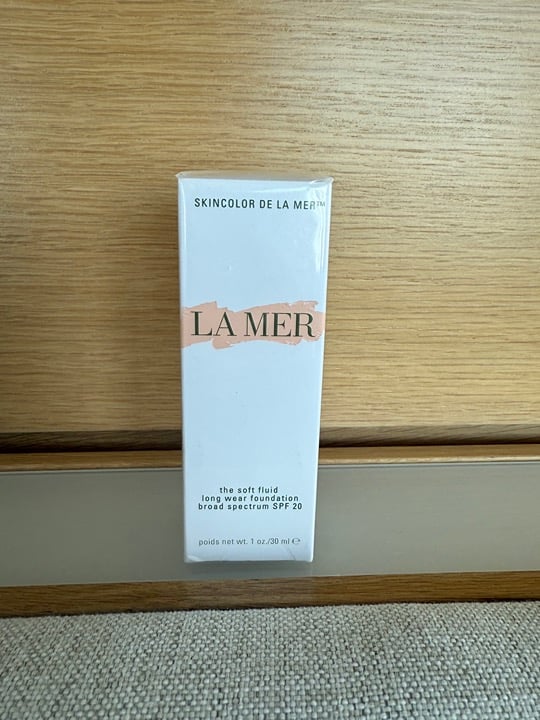 SKINCOLOR DE LA MER™
LA MER
the soft fluid
long wear foundation
broad spectrum SPF 20
poids net wt. 1 oz./30 ml ℮